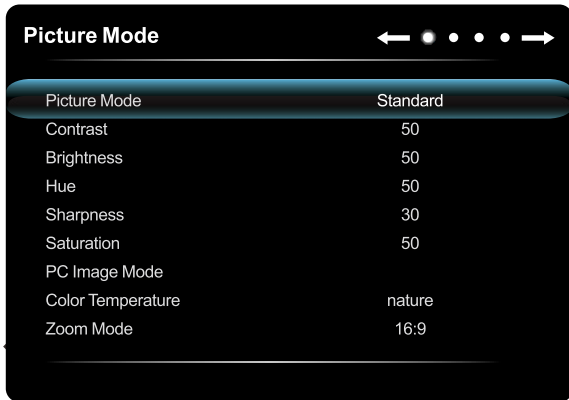 Picture Mode
Picture Mode Standard
Contrast 50
Brightness 50
Hue 50
Sharpness 30
Saturation 50
PC Image Mode
Color Temperature nature
Zoom Mode 16:9